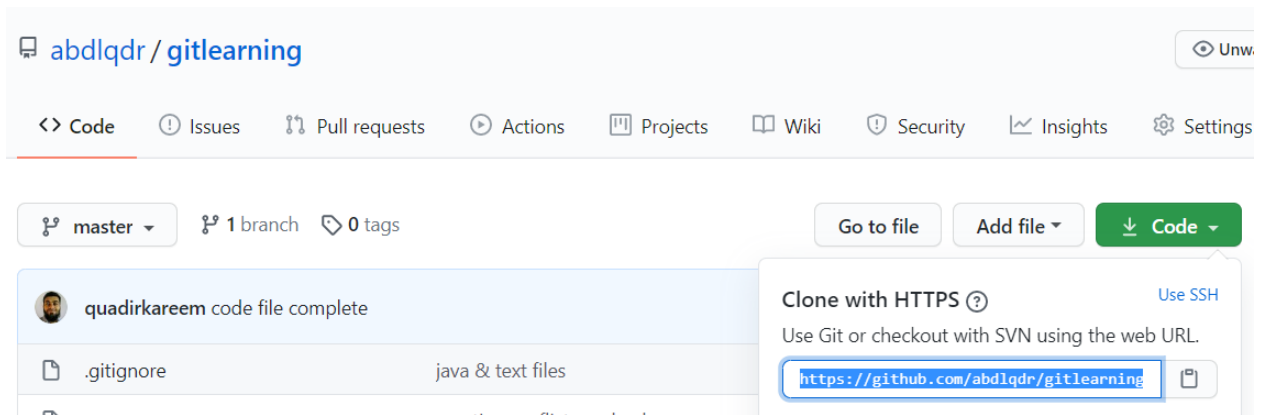 abdlqdr / gitlearning
Code Issues Pull requests Actions Projects Wiki Security Insights Settings
master 1 branch 0 tags Go to file Add file Code
quadirkareem code file complete
Clone with HTTPS Use SSH
Use Git or checkout with SVN using the web URL.
.gitignore java & text files
https://github.com/abdlqdr/gitlearning